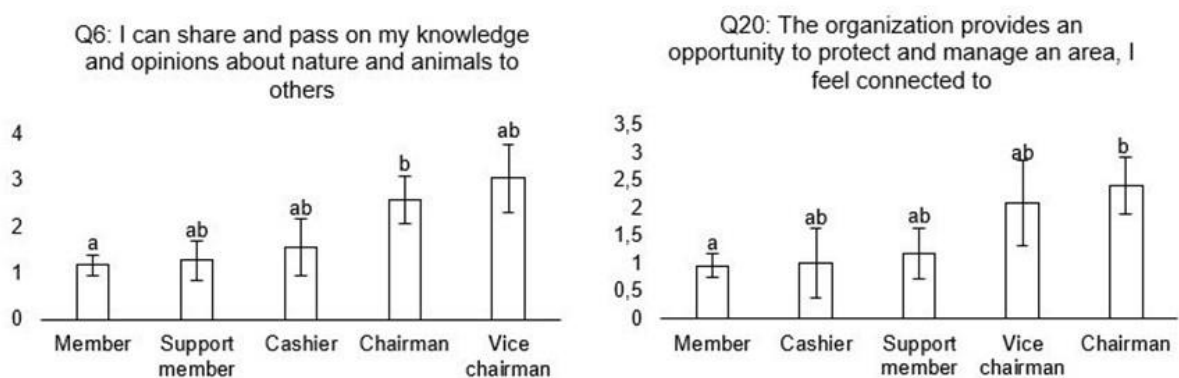 Q6: I can share and pass on my knowledge
and opinions about nature and animals to
others
4
3
2
1
0
a
ab
ab
b
ab
Member
Support
member
Cashier
Chairman
Vice
chairman
Q20: The organization provides an
opportunity to protect and manage an area, I
feel connected to
3,5
3
2,5
2
1,5
1
0,5
0
a
ab
ab
ab
b
Member
Cashier
Support
member
Vice
chairman
Chairman